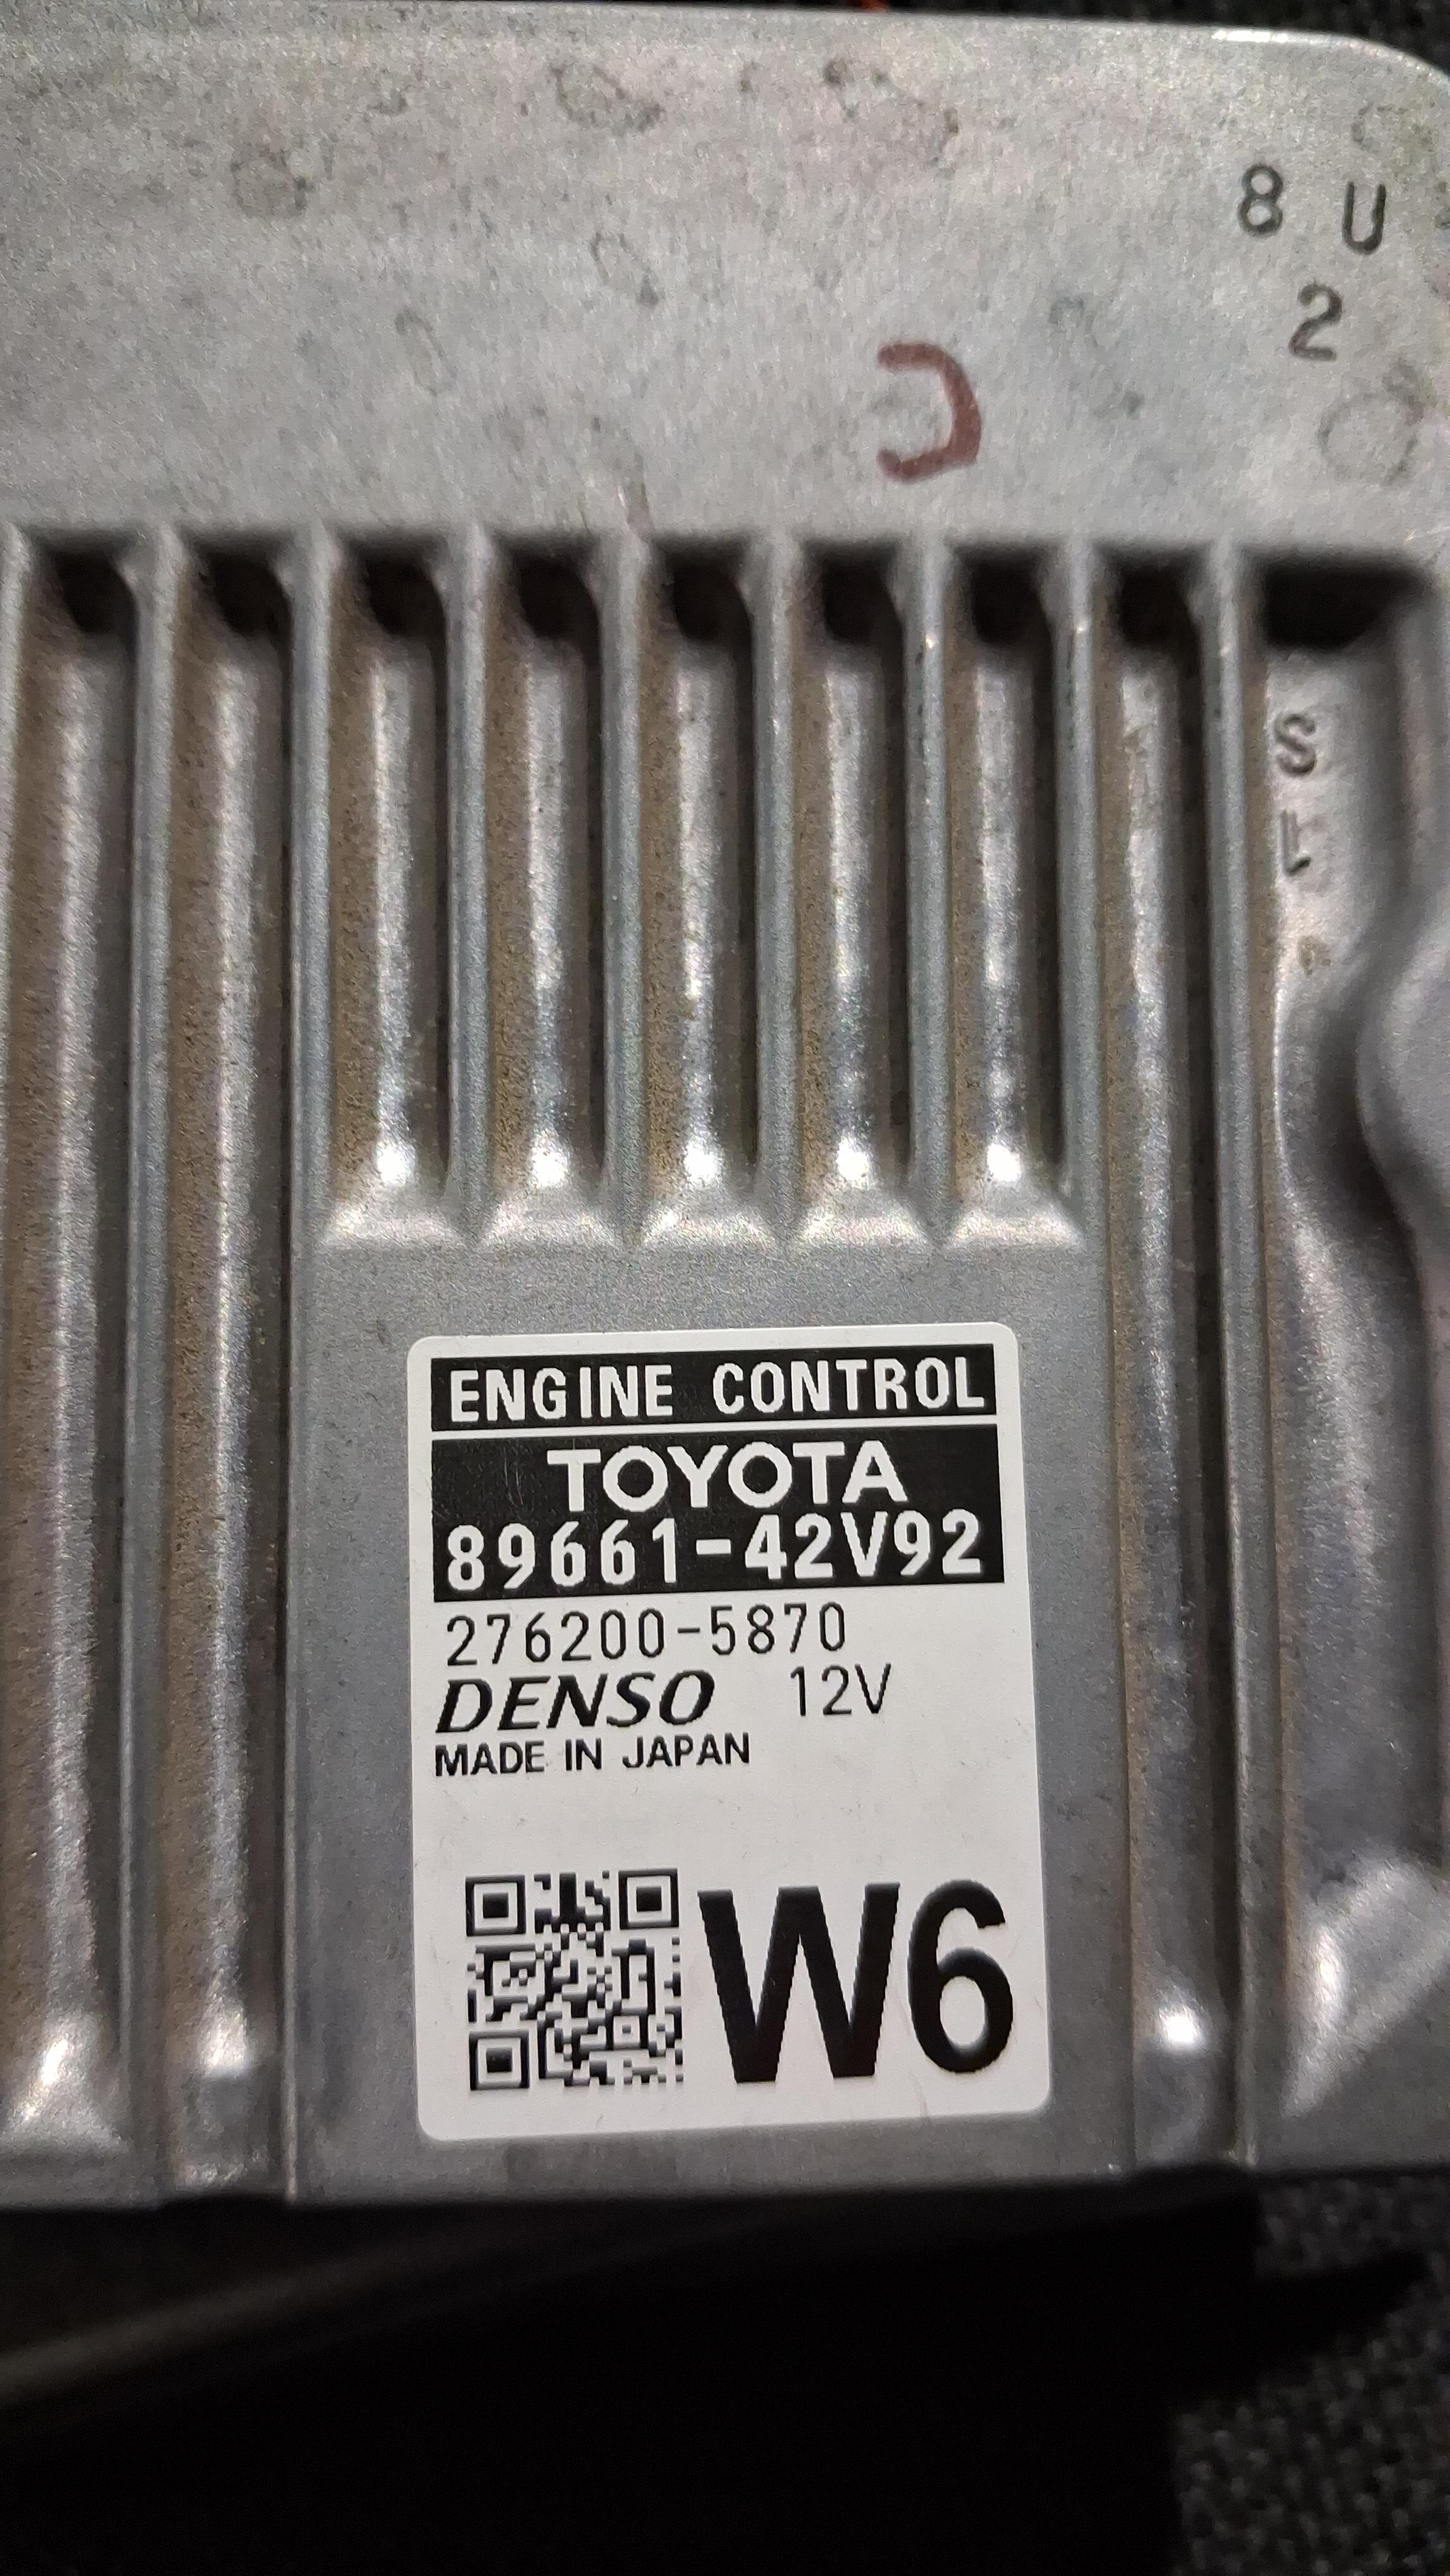 8 U
2
S
ENGINE CONTROL
TOYOTA
89661-42V92
276200-5870
DENSO 12V
MADE IN JAPAN
W6